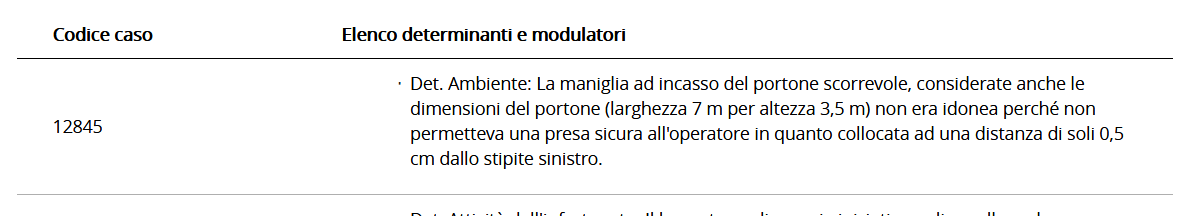 Codice caso Elenco determinanti e modulatori
· Det. Ambiente: La maniglia ad incasso del portone scorrevole, considerate anche le
dimensioni del portone (larghezza 7 m per altezza 3,5 m) non era idonea perché non
12845
permetteva una presa sicura all'operatore in quanto collocata ad una distanza di soli 0,5
cm dallo stipite sinistro.